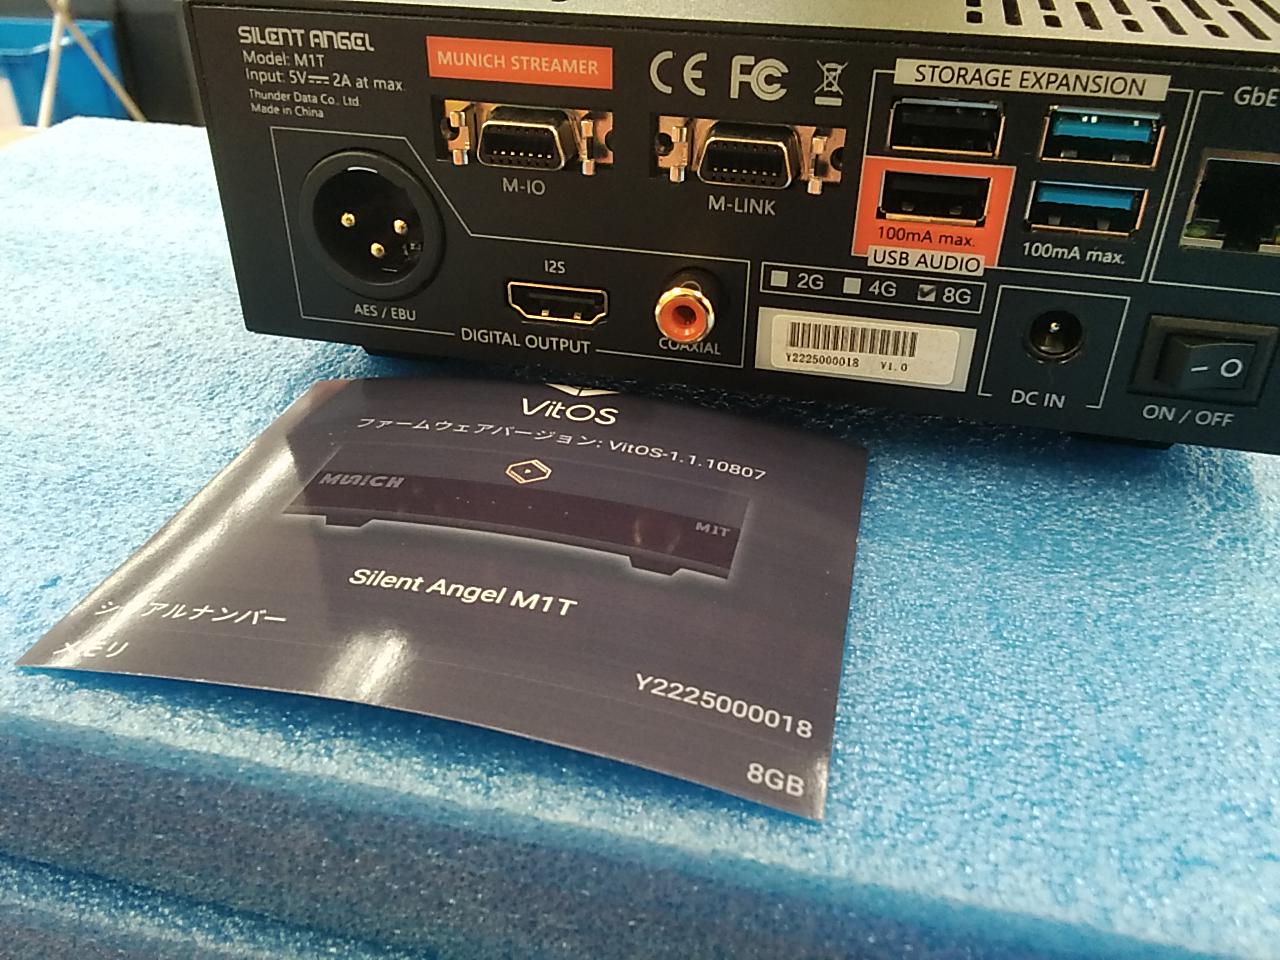 SILENT ANGEL
Model: M1T
Input: 5V⎓2A at max.
Thunder Data Co., Ltd.
Made in China
MUNICH STREAMER
CE FC
STORAGE EXPANSION
GbE
M-IO
M-LINK
100mA max.
USB AUDIO
100mA max.
AES / EBU
I2S
COAXIAL
DIGITAL OUTPUT
2G 4G 8G
Y2225000018 V1.0
DC IN
ON / OFF
VitOS
ファームウェアバージョン: VitOS-1.1.10807
MUNICH
M1T
Silent Angel M1T
シリアルナンバー
Y2225000018
メモリ
8GB